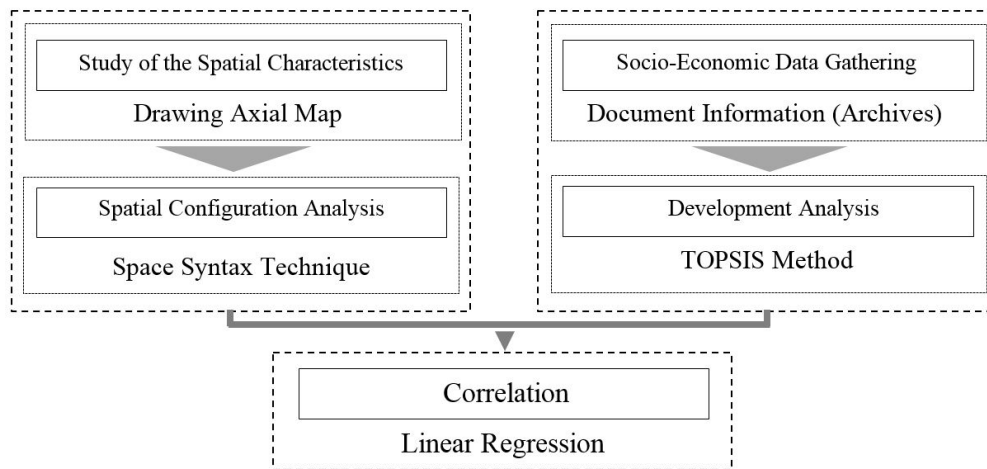 Study of the Spatial Characteristics
Drawing Axial Map
Spatial Configuration Analysis
Space Syntax Technique
Socio-Economic Data Gathering
Document Information (Archives)
Development Analysis
TOPSIS Method
Correlation
Linear Regression